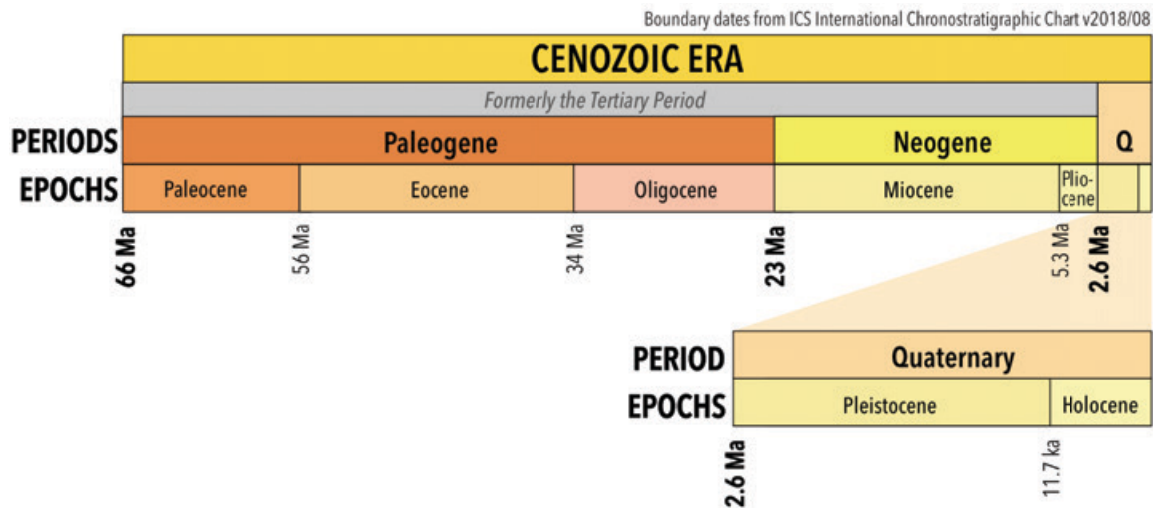 Boundary dates from ICS International Chronostratigraphic Chart v2018/08
CENOZOIC ERA
Formerly the Tertiary Period
PERIODS Paleogene Neogene Q
EPOCHS Paleocene Eocene Oligocene Miocene Plio-
cene
66 Ma 56 Ma 34 Ma 23 Ma 5.3 Ma 2.6 Ma
PERIOD Quaternary
EPOCHS Pleistocene Holocene
2.6 Ma 11.7 ka